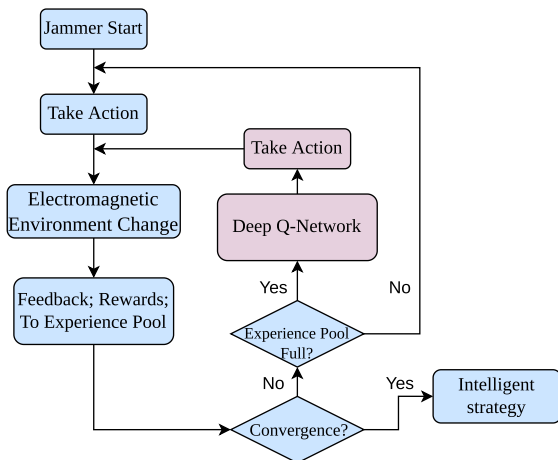 Jammer Start
Take Action
Take Action
Electromagnetic
Environment Change
Deep Q-Network
Feedback; Rewards;
To Experience Pool
Yes
No
Experience Pool
Full?
No
Yes
Intelligent
strategy
Convergence?